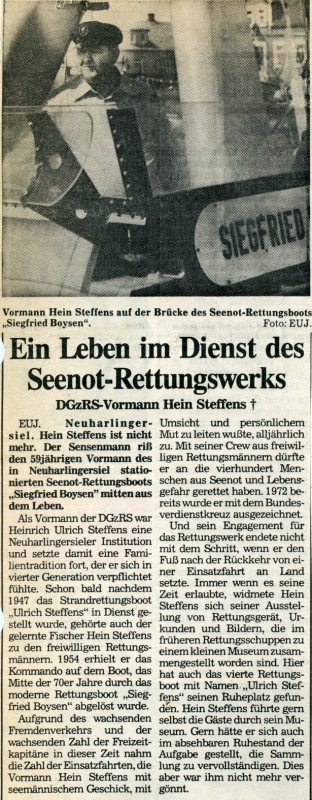 SIEGFRIED
Vormann Hein Steffens auf der Brücke des Seenot-Rettungsboots
„Siegfried Boysen“. Foto: EUJ.
Ein Leben im Dienst des
Seenot-Rettungswerks
DGzRS-Vormann Hein Steffens †
EUJ. Neuharlinger-
siel. Hein Steffens ist nicht
mehr. Der Sensenmann riß
den 59jährigen Vormann des
in Neuharlingersiel statio-
nierten Seenot-Rettungsboots
„Siegfried Boysen“ mitten aus
dem Leben.
Als Vormann der DGzRS war
Heinrich Ulrich Steffens eine
Neuharlingersieler Institution
und setzte damit eine Fami-
lientradition fort, der er sich in
vierter Generation verpflichtet
fühlte. Schon bald nachdem
1947 das Strandrettungsboot
„Ulrich Steffens“ in Dienst ge-
stellt wurde, gehörte auch der
gelernte Fischer Hein Steffens
zu den freiwilligen Rettungs-
männern. 1954 erhielt er das
Kommando auf dem Boot, das
Mitte der 70er Jahre durch das
moderne Rettungsboot „Sieg-
fried Boysen“ abgelöst wurde.
Aufgrund des wachsenden
Fremdenverkehrs und der
wachsenden Zahl der Freizeit-
kapitäne in dieser Zeit nahm
die Zahl der Einsatzfahrten, die
Vormann Hein Steffens mit
seemännischem Geschick, mit
Umsicht und persönlichem
Mut zu leiten wußte, alljährlich
zu. Mit seiner Crew aus freiwil-
ligen Rettungsmännern dürfte
er an die vierhundert Men-
schen aus Seenot und Lebens-
gefahr gerettet haben. 1972 be-
reits wurde er mit dem Bundes-
verdienstkreuz ausgezeichnet.
Und sein Engagement für
das Rettungswerk endete nicht
mit dem Schritt, wenn er den
Fuß nach der Rückkehr von ei-
ner Einsatzfahrt an Land
setzte. Immer wenn es seine
Zeit erlaubte, widmete Hein
Steffens sich seiner Ausstel-
lung von Rettungsgerät, Ur-
kunden und Bildern, die im
früheren Rettungsschuppen zu
einem kleinen Museum zusam-
mengestellt worden sind. Hier
hat auch das vierte Rettungs-
boot mit Namen „Ulrich Stef-
fens“ seinen Ruheplatz gefun-
den. Hein Steffens führte gern
selbst die Gäste durch sein Mu-
seum. Gern hätte er sich auch
im absehbaren Ruhestand der
Aufgabe gestellt, die Samm-
lung zu vervollständigen. Dies
aber war ihm nicht mehr ver-
gönnt.